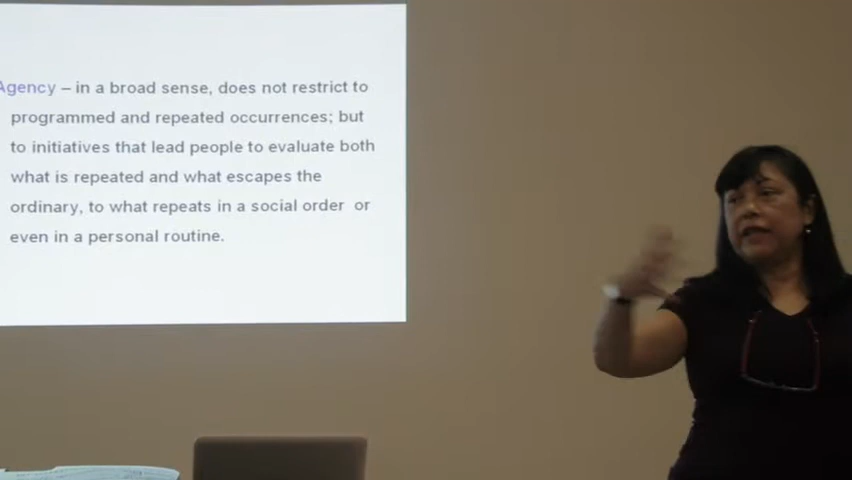 Agency – in a broad sense, does not restrict to
programmed and repeated occurrences; but
to initiatives that lead people to evaluate both
what is repeated and what escapes the
ordinary, to what repeats in a social order or
even in a personal routine.